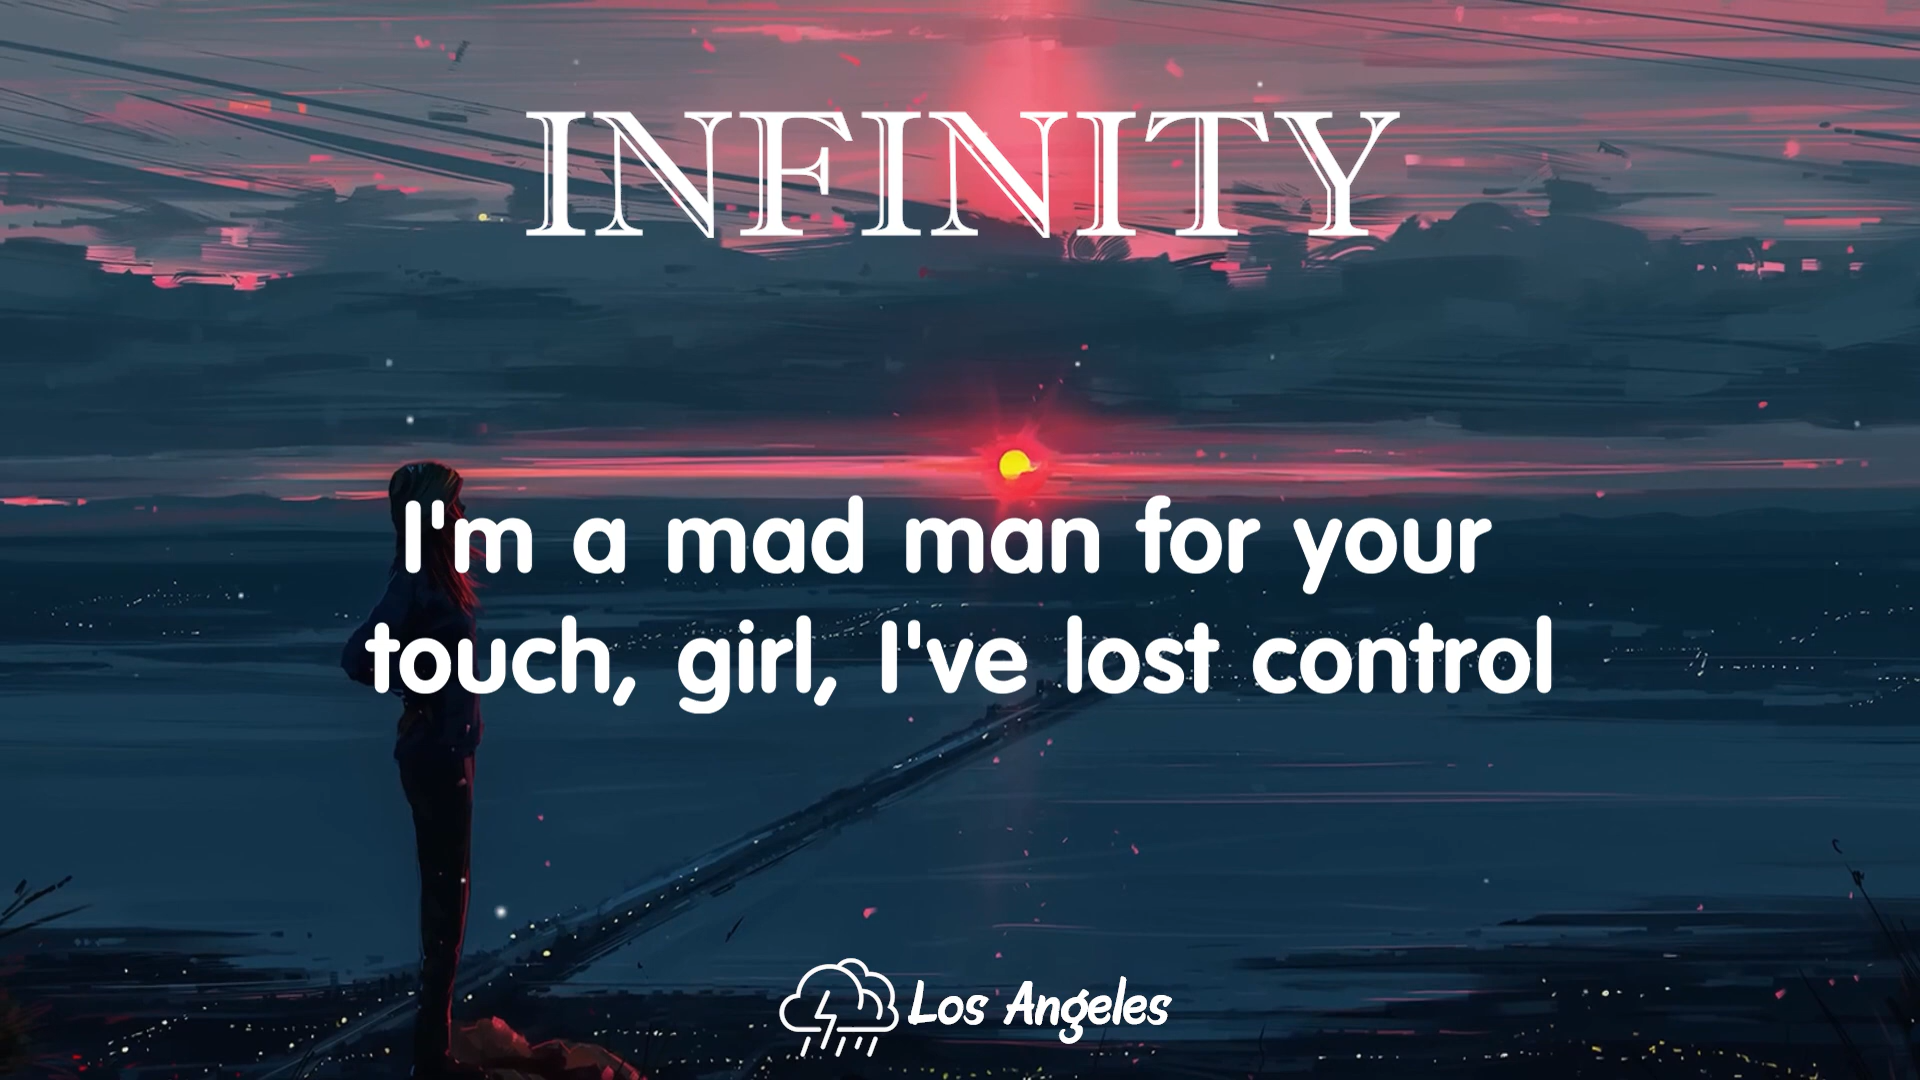 INFINITY
I'm a mad man for your
touch, girl, I've lost control
Los Angeles